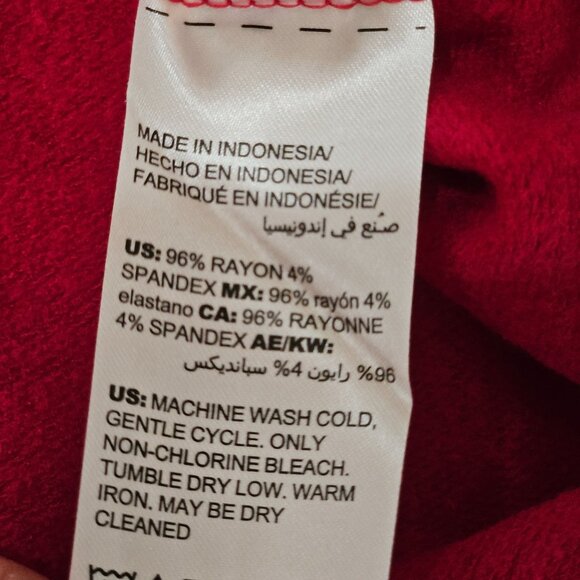 MADE IN INDONESIA/
HECHO EN INDONESIA/
FABRIQUÉ EN INDONÉSIE/
صُنع في إندونيسيا
US: 96% RAYON 4%
SPANDEX MX: 96% rayón 4%
elastano CA: 96% RAYONNE
4% SPANDEX AE/KW:
96% رايون 4% سبانديكس
US: MACHINE WASH COLD,
GENTLE CYCLE. ONLY
NON-CHLORINE BLEACH.
TUMBLE DRY LOW. WARM
IRON. MAY BE DRY
CLEANED